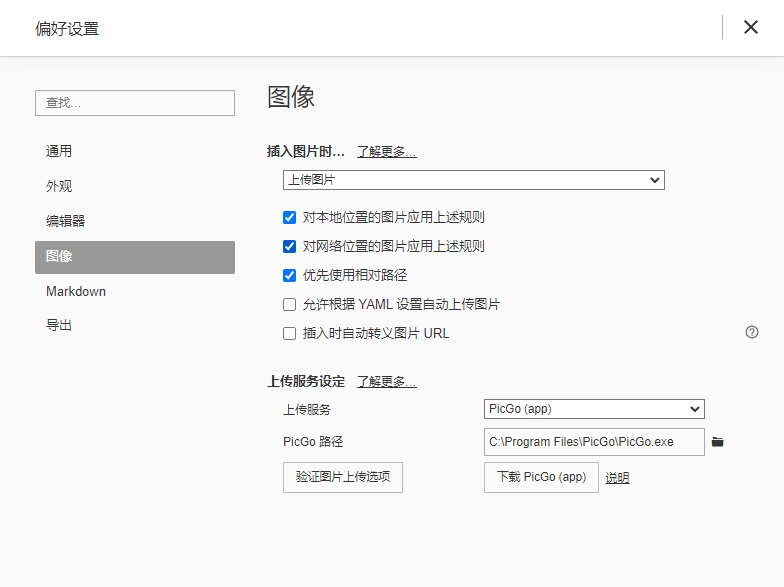 偏好设置
查找...
通用
外观
编辑器
图像
Markdown
导出
图像
插入图片时... 了解更多...
上传图片
对本地位置的图片应用上述规则
对网络位置的图片应用上述规则
优先使用相对路径
允许根据 YAML 设置自动上传图片
插入时自动转义图片 URL
上传服务设定 了解更多...
上传服务 PicGo (app)
PicGo 路径 C:\Program Files\PicGo\PicGo.exe
验证图片上传选项 下载 PicGo (app) 说明